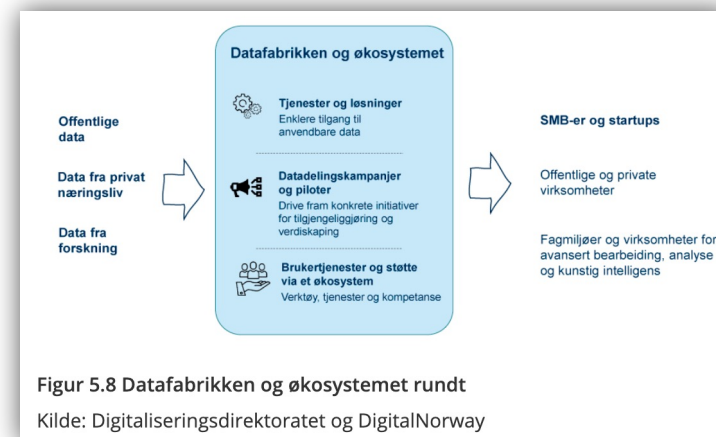 Datafabrikken og økosystemet
Offentlige
data
Data fra privat
næringsliv
Data fra
forskning
Tjenester og løsninger
Enklere tilgang til
anvendbare data
Datadelingskampanjer
og piloter
Drive fram konkrete initiativer
for tilgjengeliggjøring og
verdiskaping
Brukertjenester og støtte
via et økosystem
Verktøy, tjenester og kompetanse
SMB-er og startups
Offentlige og private
virksomheter
Fagmiljøer og virksomheter for
avansert bearbeiding, analyse
og kunstig intelligens
Figur 5.8 Datafabrikken og økosystemet rundt
Kilde: Digitaliseringsdirektoratet og DigitalNorway